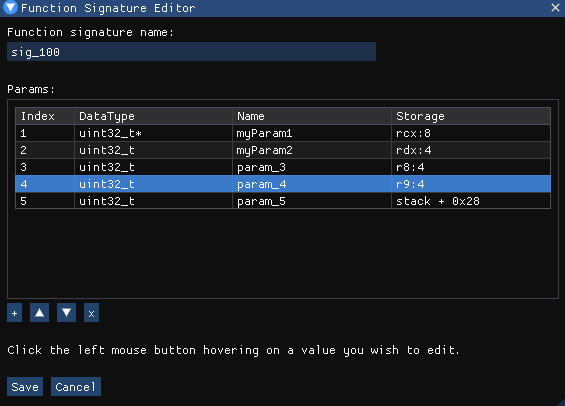 Function Signature Editor
Function signature name:
sig_100
Params:
Index DataType Name Storage
1 uint32_t* myParam1 rcx:8
2 uint32_t myParam2 rdx:4
3 uint32_t param_3 r8:4
4 uint32_t param_4 r9:4
5 uint32_t param_5 stack + 0x28
+ ▲ ▼ x
Click the left mouse button hovering on a value you wish to edit.
Save Cancel